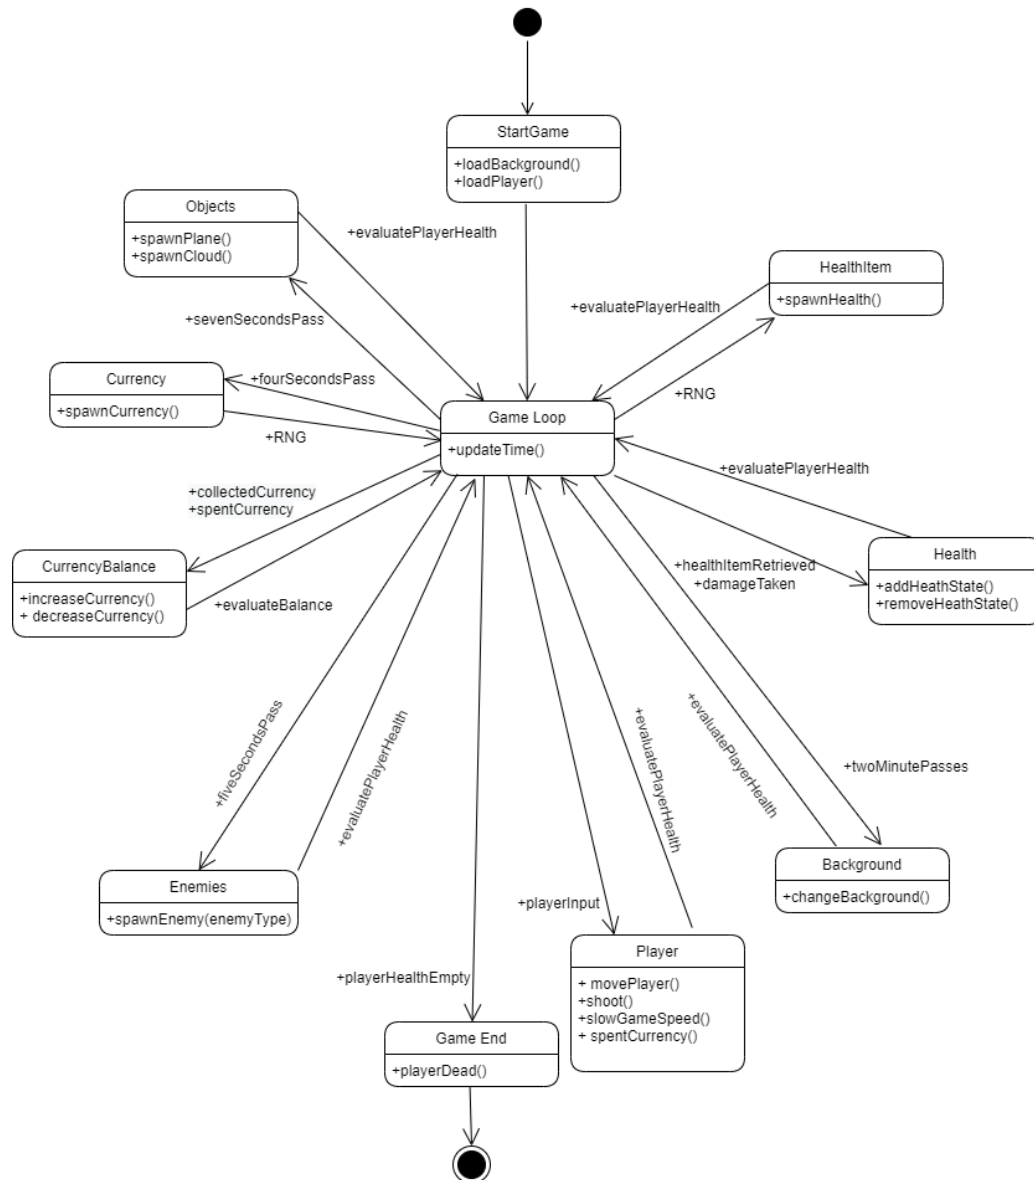 StartGame
+loadBackground()
+loadPlayer()
Objects
+spawnPlane()
+spawnCloud()
+evaluatePlayerHealth
HealthItem
+spawnHealth()
+evaluatePlayerHealth
+sevenSecondsPass
Currency
+spawnCurrency()
+fourSecondsPass
+RNG
+RNG
Game Loop
+updateTime()
+evaluatePlayerHealth
+collectedCurrency
+spentCurrency
CurrencyBalance
+increaseCurrency()
+ decreaseCurrency()
+evaluateBalance
+healthItemRetrieved
+damageTaken
Health
+addHeathState()
+removeHeathState()
+fiveSecondsPass
+evaluatePlayerHealth
+evaluatePlayerHealth
+evaluatePlayerHealth
+twoMinutePasses
Enemies
+spawnEnemy(enemyType)
Background
+changeBackground()
+playerInput
Player
+ movePlayer()
+shoot()
+slowGameSpeed()
+ spentCurrency()
+playerHealthEmpty
Game End
+playerDead()